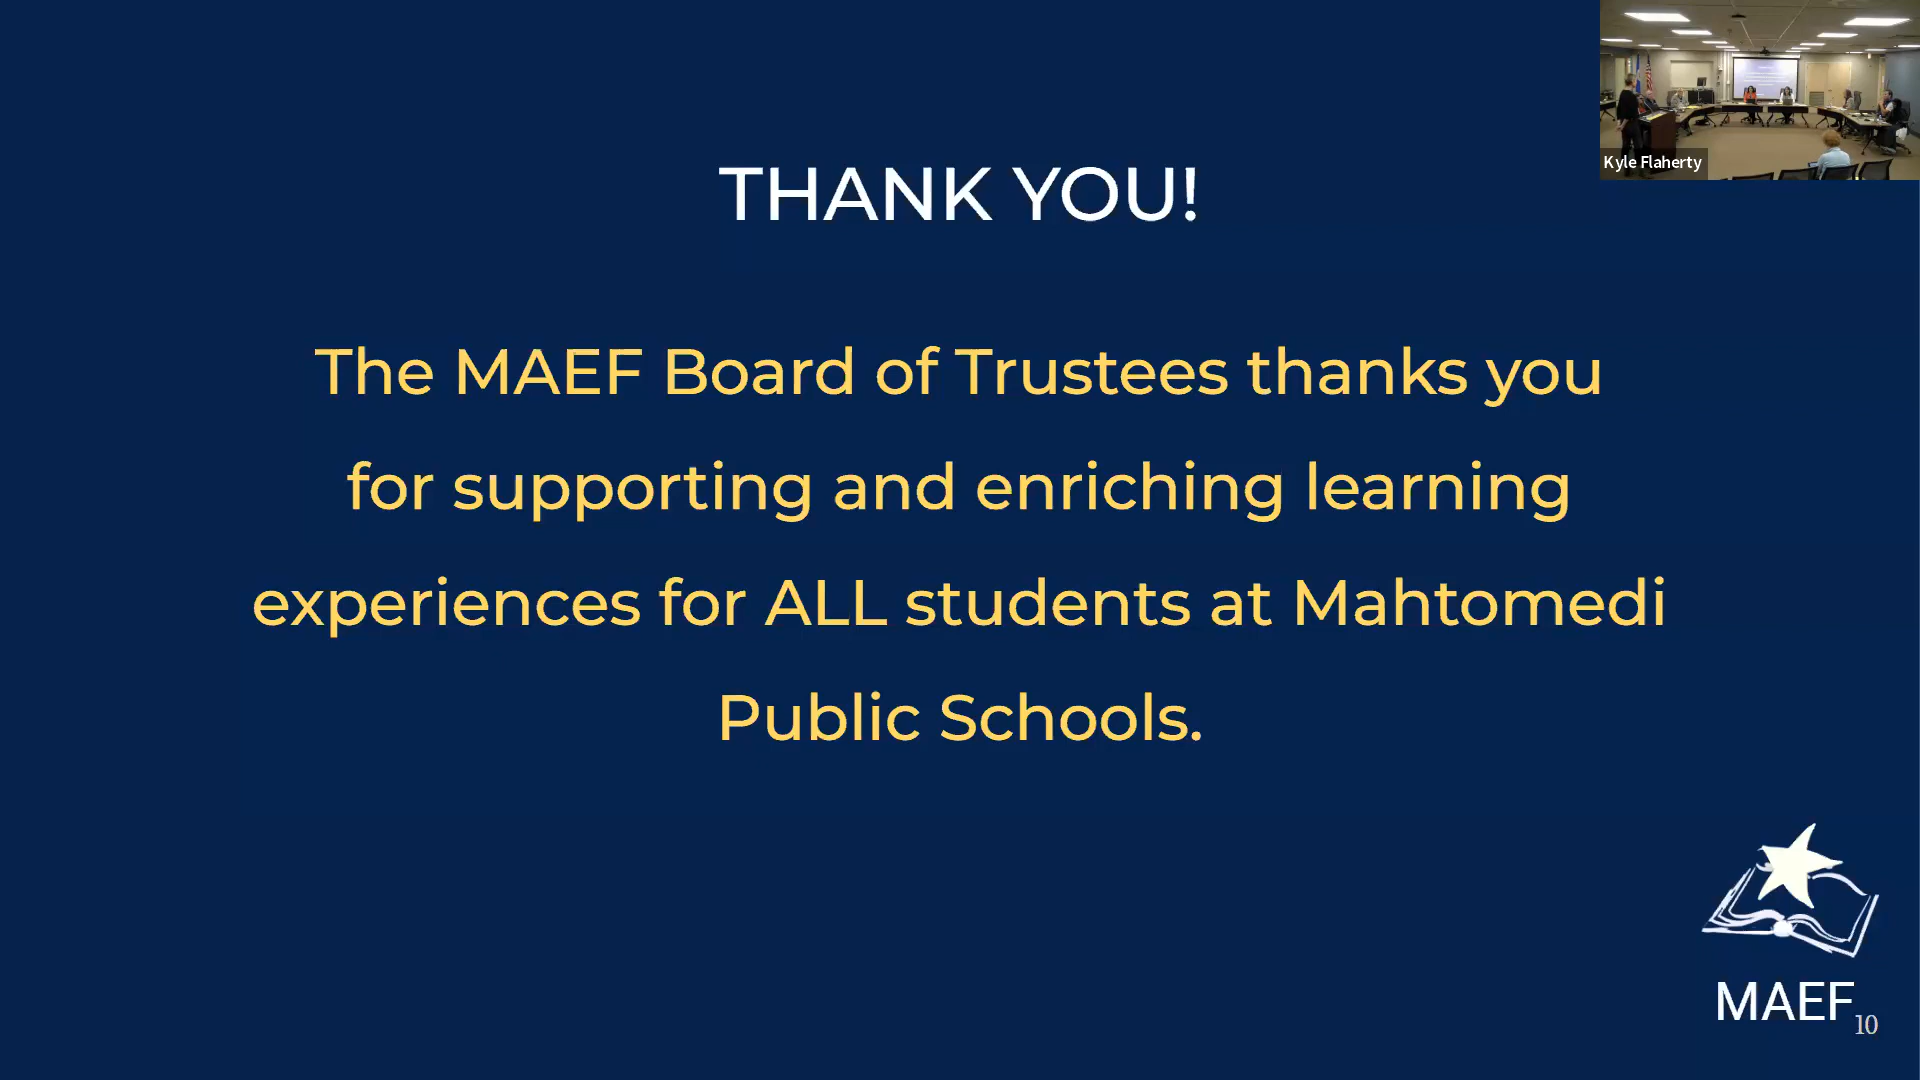 Kyle Flaherty
THANK YOU!
The MAEF Board of Trustees thanks you
for supporting and enriching learning
experiences for ALL students at Mahtomedi
Public Schools.
MAEF
10